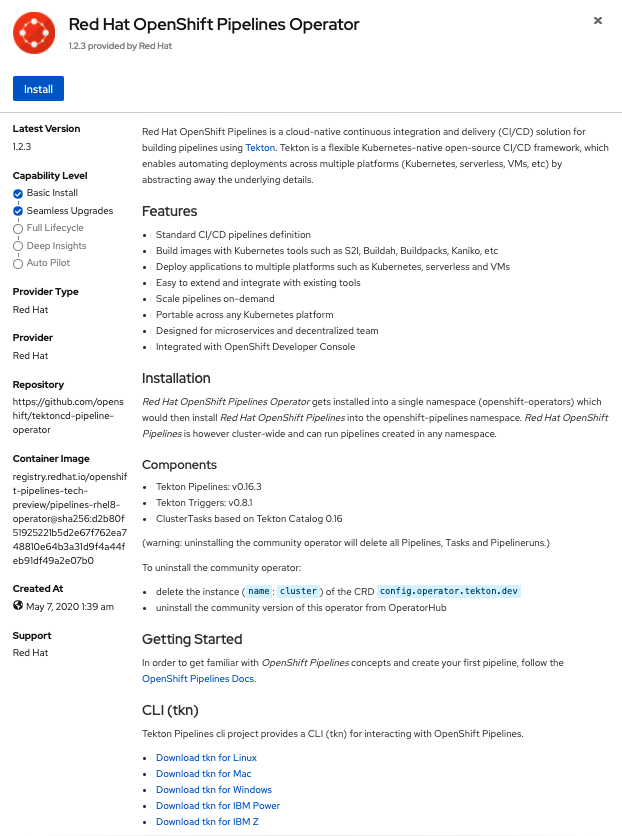 Red Hat OpenShift Pipelines Operator
1.2.3 provided by Red Hat
Install
Latest Version
1.2.3
Capability Level
Basic Install
Seamless Upgrades
Full Lifecycle
Deep Insights
Auto Pilot
Provider Type
Red Hat
Provider
Red Hat
Repository
https://github.com/opens
hift/tektoncd-pipeline-
operator
Container Image
registry.redhat.io/openshif
t-pipelines-tech-
preview/pipelines-rhel8-
operator@sha256:d2b80f
51925221b5d2e67f762ea7
48810e64b3a31d9f4a44f
eb91df49a2e07b0
Created At
May 7, 2020 1:39 am
Support
Red Hat
Red Hat OpenShift Pipelines is a cloud-native continuous integration and delivery (CI/CD) solution for
building pipelines using Tekton. Tekton is a flexible Kubernetes-native open-source CI/CD framework, which
enables automating deployments across multiple platforms (Kubernetes, serverless, VMs, etc) by
abstracting away the underlying details.
Features
• Standard CI/CD pipelines definition
• Build images with Kubernetes tools such as S2I, Buildah, Buildpacks, Kaniko, etc
• Deploy applications to multiple platforms such as Kubernetes, serverless and VMs
• Easy to extend and integrate with existing tools
• Scale pipelines on-demand
• Portable across any Kubernetes platform
• Designed for microservices and decentralized team
• Integrated with OpenShift Developer Console
Installation
Red Hat OpenShift Pipelines Operator gets installed into a single namespace (openshift-operators) which
would then install Red Hat OpenShift Pipelines into the openshift-pipelines namespace. Red Hat OpenShift
Pipelines is however cluster-wide and can run pipelines created in any namespace.
Components
• Tekton Pipelines: v0.16.3
• Tekton Triggers: v0.8.1
• ClusterTasks based on Tekton Catalog 0.16
(warning: uninstalling the community operator will delete all Pipelines, Tasks and Pipelineruns.)
To uninstall the community operator:
• delete the instance ( name : cluster ) of the CRD config.operator.tekton.dev
• uninstall the community version of this operator from OperatorHub
Getting Started
In order to get familiar with OpenShift Pipelines concepts and create your first pipeline, follow the
OpenShift Pipelines Docs.
CLI (tkn)
Tekton Pipelines cli project provides a CLI (tkn) for interacting with OpenShift Pipelines.
• Download tkn for Linux
• Download tkn for Mac
• Download tkn for Windows
• Download tkn for IBM Power
• Download tkn for IBM Z